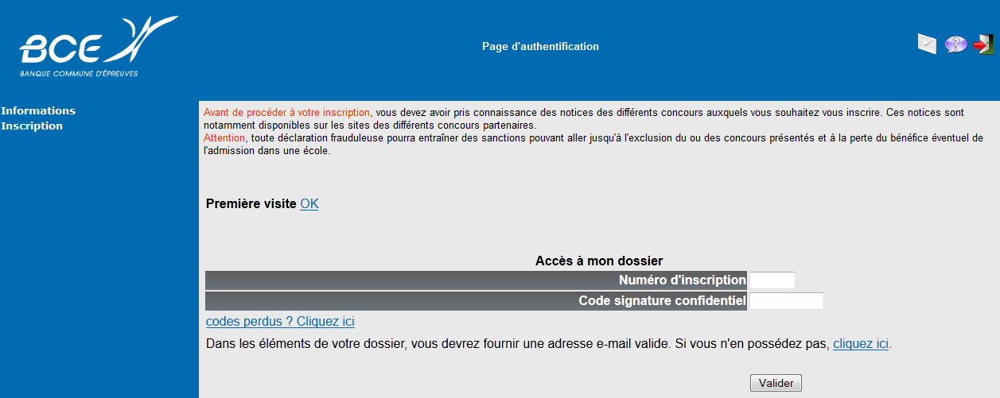 BCE
BANQUE COMMUNE D'ÉPREUVES
Page d'authentification
?
Informations
Inscription
Avant de procéder à votre inscription, vous devez avoir pris connaissance des notices des différents concours auxquels vous souhaitez vous inscrire. Ces notices sont
notamment disponibles sur les sites des différents concours partenaires.
Attention, toute déclaration frauduleuse pourra entraîner des sanctions pouvant aller jusqu'à l'exclusion du ou des concours présentés et à la perte du bénéfice éventuel de
l'admission dans une école.
Première visite OK
Accès à mon dossier
Numéro d'inscription
Code signature confidentiel
codes perdus ? Cliquez ici
Dans les éléments de votre dossier, vous devrez fournir une adresse e-mail valide. Si vous n'en possédez pas, cliquez ici.
Valider